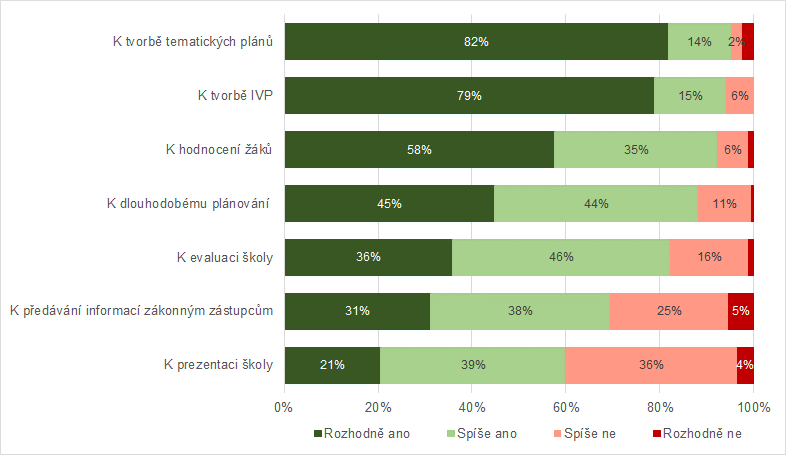 K tvorbě tematických plánů 82% 14% 2%
K tvorbě IVP 79% 15% 6%
K hodnocení žáků 58% 35% 6%
K dlouhodobému plánování 45% 44% 11%
K evaluaci školy 36% 46% 16%
K předávání informací zákonným zástupcům 31% 38% 25% 5%
K prezentaci školy 21% 39% 36% 4%
0% 20% 40% 60% 80% 100%
Rozhodně ano Spíše ano Spíše ne Rozhodně ne